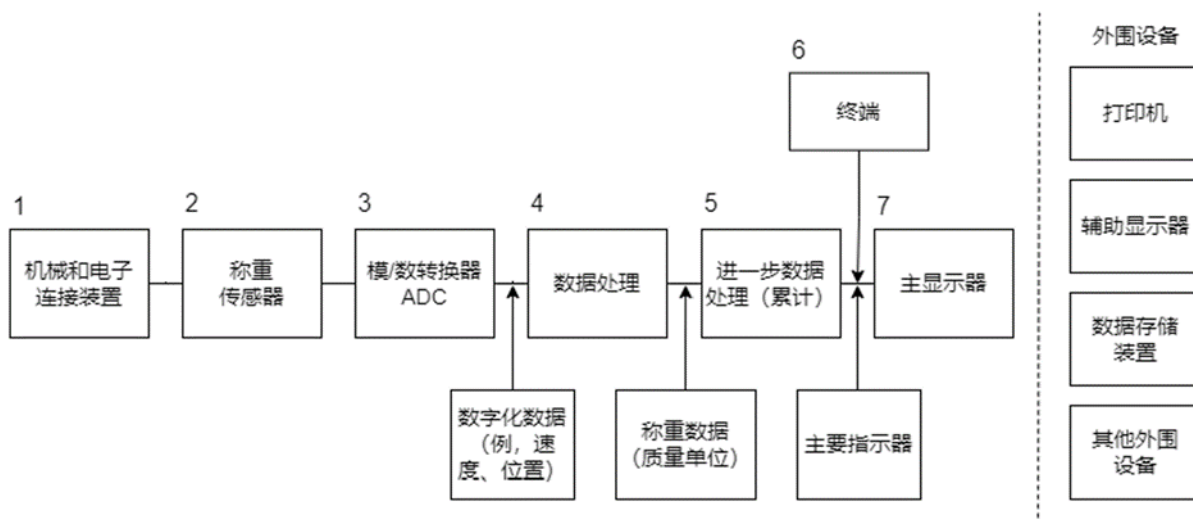 外围设备
6
终端
打印机
1
机械和电子
连接装置
2
称重
传感器
3
模/数转换器
ADC
4
数据处理
5
进一步数据
处理（累计）
7
主显示器
辅助显示器
数据存储
装置
数字化数据
（例，速
度、位置）
称重数据
（质量单位）
主要指示器
其他外围
设备